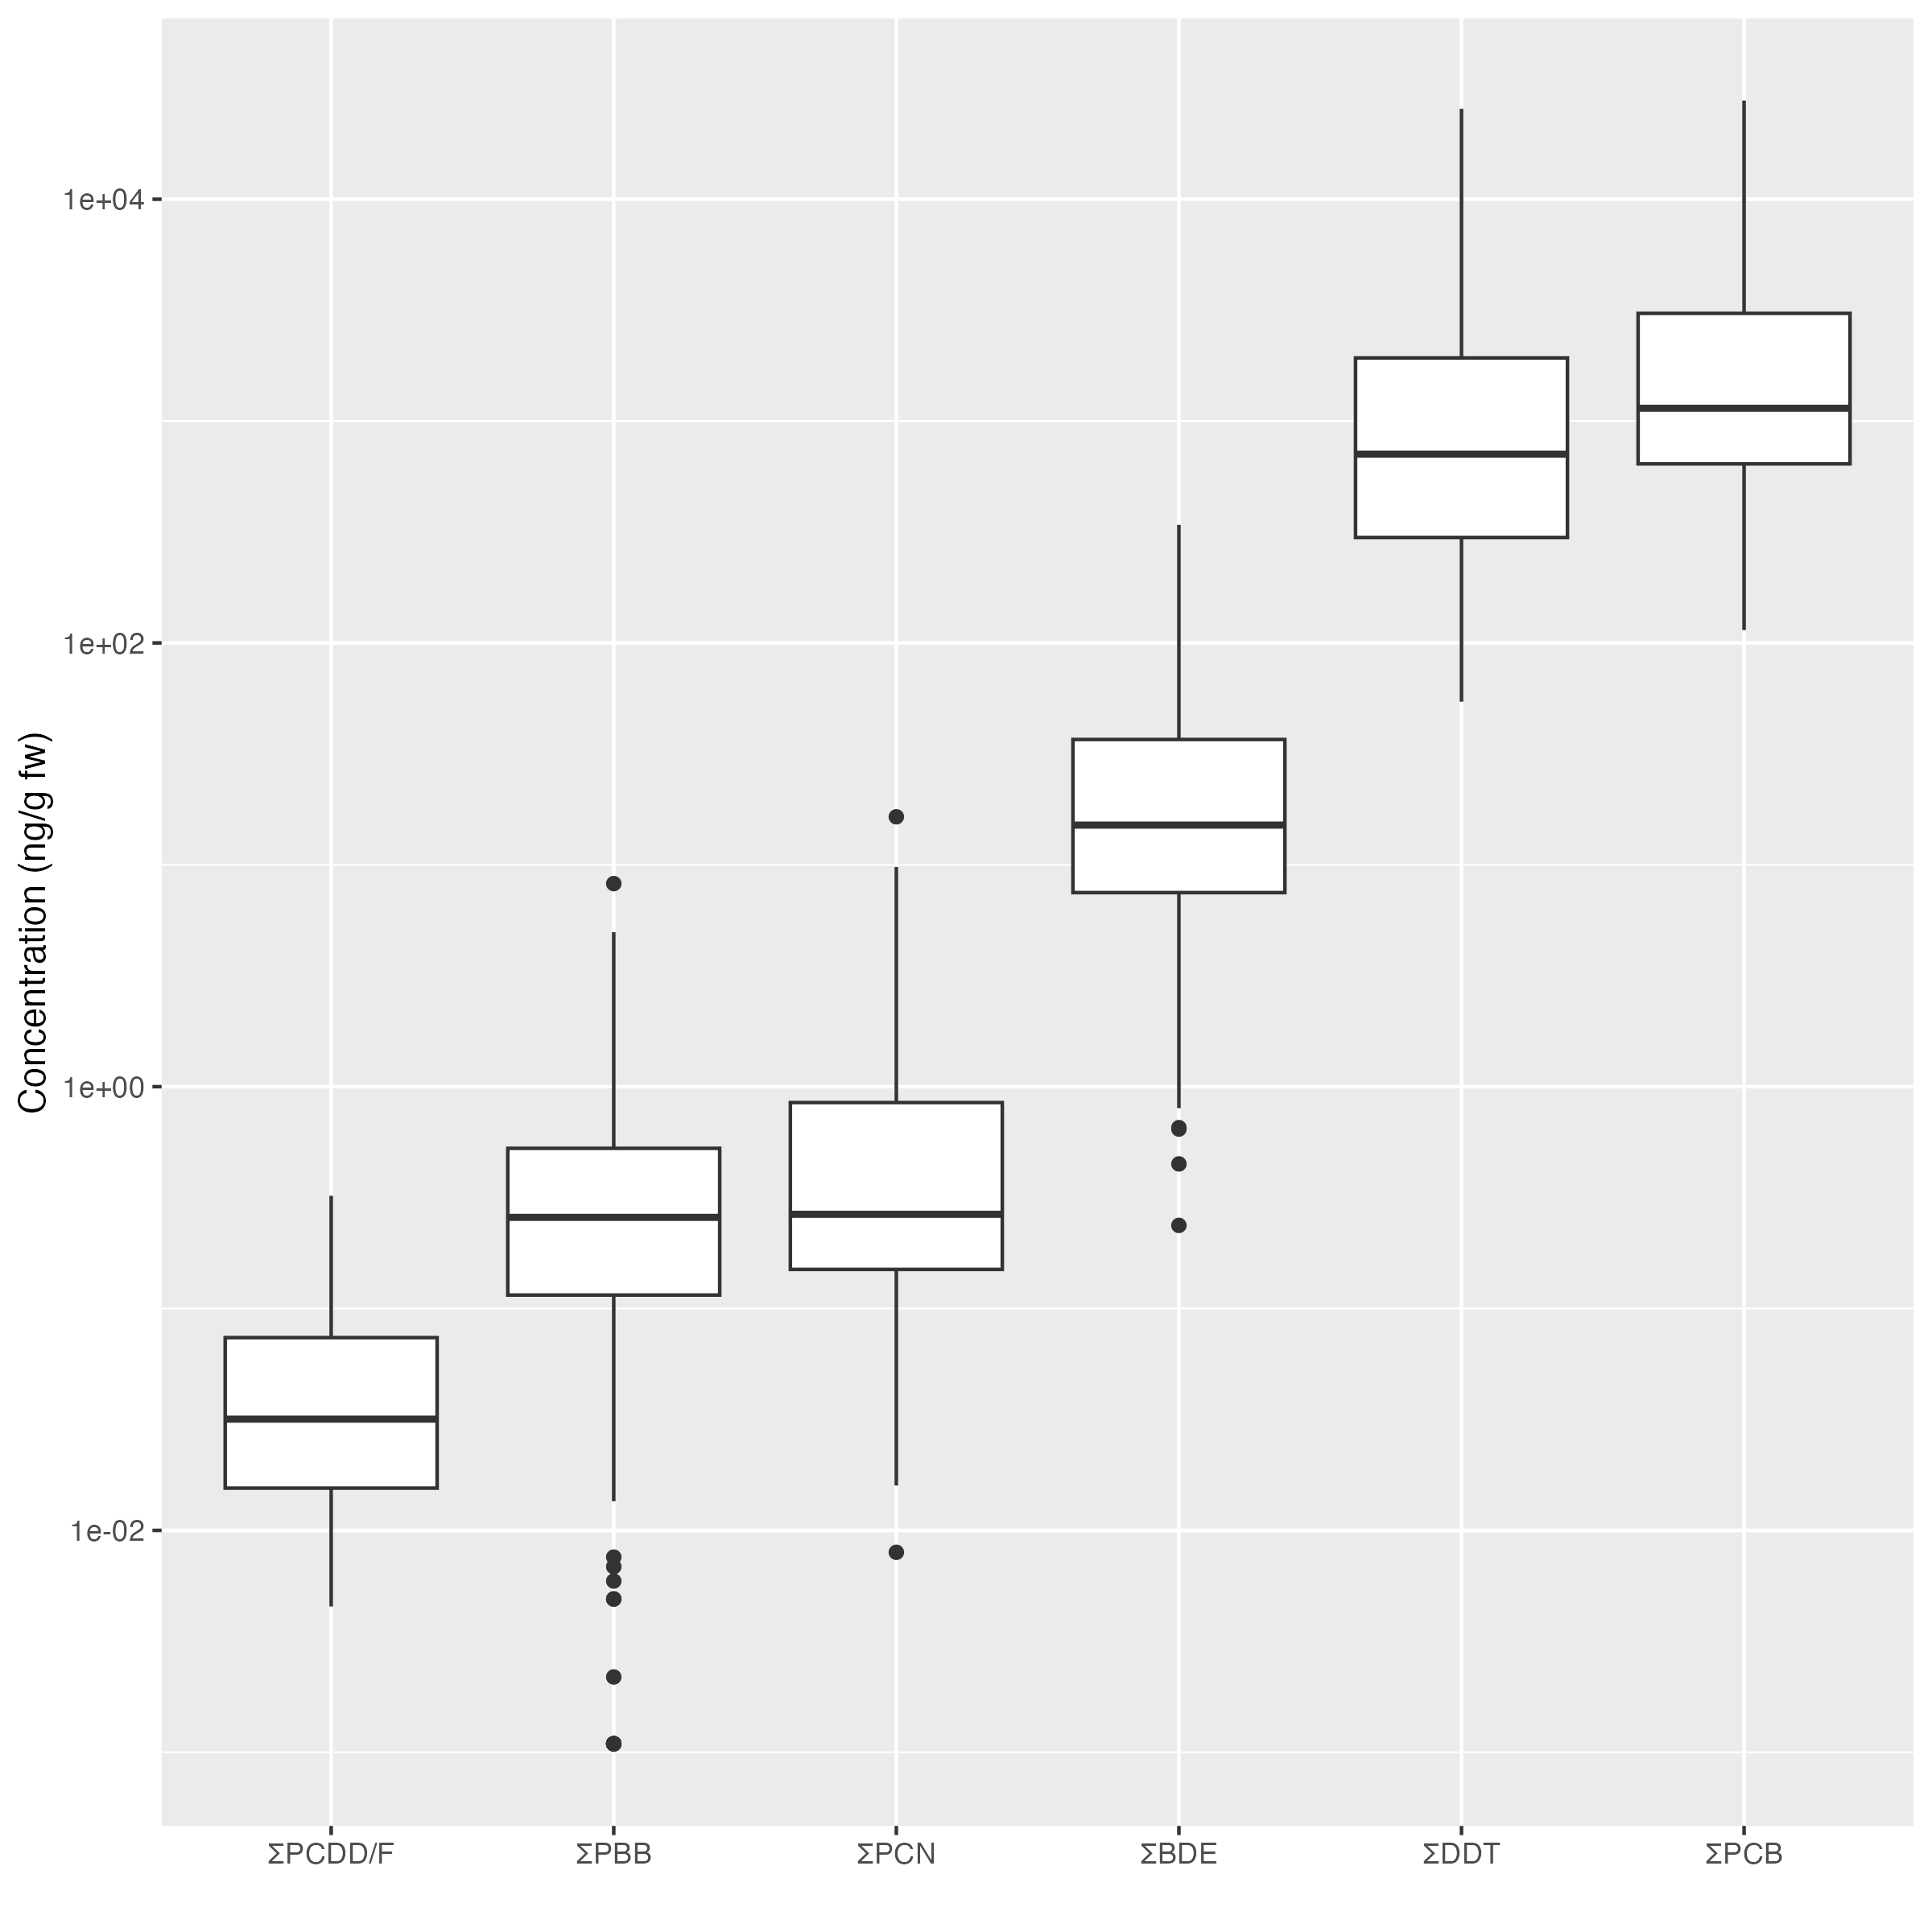 Concentration (ng/g fw)
1e+04
1e+02
1e+00
1e-02
ΣPCDD/F
ΣPBB
ΣPCN
ΣBDE
ΣDDT
ΣPCB